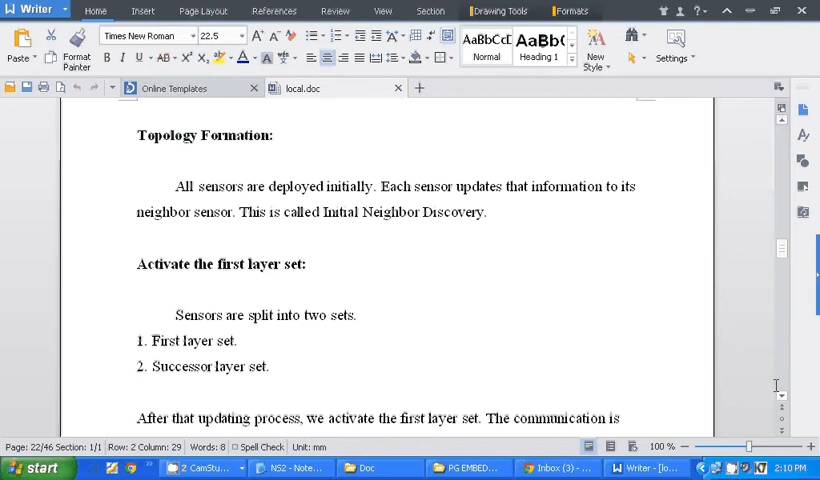 Writer
Home
Insert
Page Layout
References
Review
View
Section
Drawing Tools
Formats
Paste
Format
Painter
Times New Roman
22.5
AaBbCcD
Normal
AaBbC
Heading 1
New
Style
Settings
Online Templates
local.doc
Topology Formation:
All sensors are deployed initially. Each sensor updates that information to its
neighbor sensor. This is called Initial Neighbor Discovery.
Activate the first layer set:
Sensors are split into two sets.
1. First layer set.
2. Successor layer set.
After that updating process, we activate the first layer set. The communication is
Page: 22/46 Section: 1/1 Row: 2 Column: 29 Words: 8 Spell Check Unit: mm
100 %
start
2 CamStu...
NS2 - Note...
Doc
PG EMBED...
Inbox (3) - ...
Writer - [lo...
2:10 PM